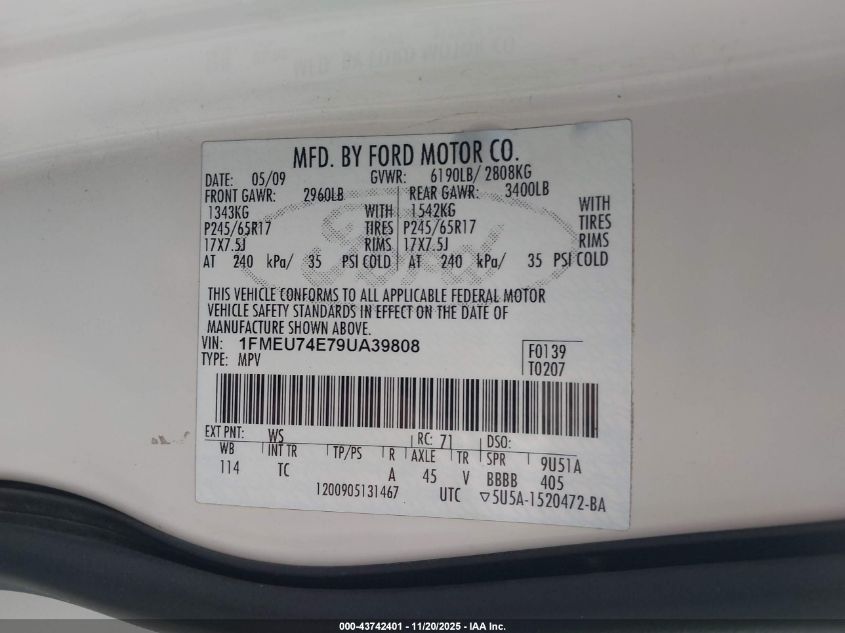 MFD. BY FORD MOTOR CO.
DATE: 05/09 GVWR: 6190LB/ 2808KG
FRONT GAWR: 2960LB REAR GAWR: 3400LB
1343KG WITH 1542KG WITH
P245/65R17 TIRES P245/65R17 TIRES
17X7.5J RIMS 17X7.5J RIMS
AT 240 kPa/ 35 PSI COLD AT 240 kPa/ 35 PSI COLD
THIS VEHICLE CONFORMS TO ALL APPLICABLE FEDERAL MOTOR
VEHICLE SAFETY STANDARDS IN EFFECT ON THE DATE OF
MANUFACTURE SHOWN ABOVE.
VIN: 1FMEU74E79UA39808 F0139
TYPE: MPV T0207
EXT PNT: WS RC: 71 DSO:
WB INT TR TP/PS R AXLE TR SPR 9U51A
114 TC A 45 V BBBB 405
1200905131467 UTC ▽5U5A-1520472-BA
000-43742401 - 11/20/2025 - IAA Inc.